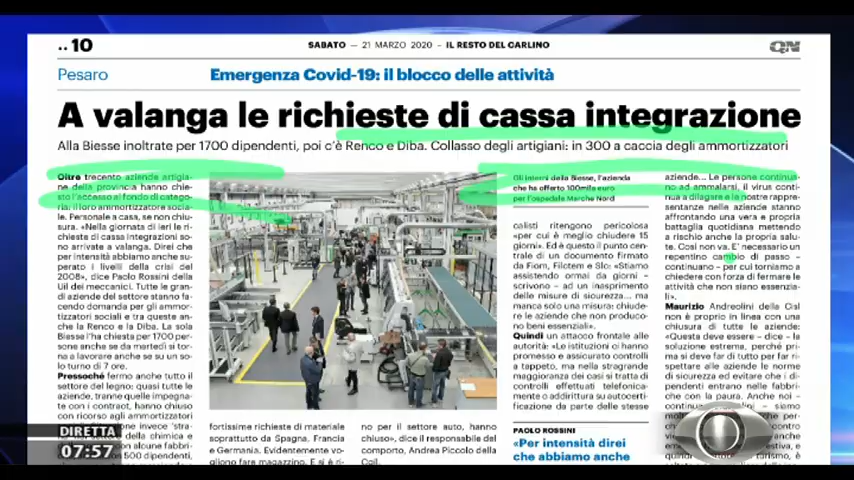 .. 10
SABATO — 21 MARZO 2020 – IL RESTO DEL CARLINO
QN
Pesaro
Emergenza Covid-19: il blocco delle attività
A valanga le richieste di cassa integrazione
Alla Biesse inoltrate per 1700 dipendenti, poi c'è Renco e Diba. Collasso degli artigiani: in 300 a caccia degli ammortizzatori
Oltre trecento aziende artigia-
ne della provincia hanno chie-
sto l'accesso al fondo di catego-
ria; il loro ammortizzatore socia-
le. Personale a casa, se non chiu-
sura. «Nella giornata di ieri le ri-
chieste di cassa integrazioni so-
no arrivate a valanga. Direi che
per intensità abbiamo anche su-
perato i livelli della crisi del
2008», dice Paolo Rossini della
Uil dei meccanici. Tutte le gran-
di aziende del settore stanno fa-
cendo domanda per gli ammor-
tizzatori sociali e tra queste an-
che la Renco e la Diba. La sola
Biesse l'ha chiesta per 1700 per-
sone anche se da martedì si tor-
na a lavorare anche se su un so-
lo turno di 7 ore.
Pressoché fermo anche tutto il
settore del legno: quasi tutte le
aziende, tranne quelle impegna-
te con i contract, hanno chiuso
con ricorso agli ammortizzatori
ione invece 'stra-
della chimica e
on alcune fab-
500 dipendenti,
Gli interni della Biesse, l'azienda
che ha offerto 100mila euro
per l'ospedale Marche Nord
fortissime richieste di materiale
soprattutto da Spagna, Francia
e Germania. Evidentemente vo-
gliono fare magazzino. E si è ri-
no per il settore auto, hanno
chiuso», dice il responsabile del
comporto, Andrea Piccolo della
Cgil.
calisti ritengono pericolosa
«per cui è meglio chiudere 15
giorni». Ed è questo il punto cen-
trale di un documento firmato
da Fiom, Filctem e Slc: «Stiamo
assistendo ormai da giorni –
scrivono – ad un inasprimento
delle misure di sicurezza... ma
manca solo una misura: chiude-
re le aziende che non produco-
no beni essenziali».
Quindi un attacco frontale alle
autorità: «Le istituzioni ci hanno
promesso e assicurato controlli
a tappeto, ma nella stragrande
maggioranza dei casi si tratta di
controlli effettuati telefonica-
mente o addirittura su autocerti-
ficazione da parte delle stesse
PAOLO ROSSINI
«Per intensità direi
che abbiamo anche
aziende... Le persone continua-
no ad ammalarsi, il virus conti-
nua a dilagare e le nostre rappre-
sentanze nelle aziende stanno
affrontando una vera e propria
battaglia quotidiana mettendo
a rischio anche la propria salu-
te. Così non va. E' necessario un
repentino cambio di passo –
continuano – per cui torniamo a
chiedere con forza di fermare le
attività che non siano essenzia-
li».
Maurizio Andreolini della Cisl
non è proprio in linea con una
chiusura di tutte le aziende:
«Questa deve essere – dice - la
soluzione estrema, perché pri-
ma si deve far di tutto per far ri-
spettare alle aziende le norme
di sicurezza ed evitare che i di-
pendenti entrano nelle fabbri-
che con la paura. Anche noi –
DIRETTA
07:57